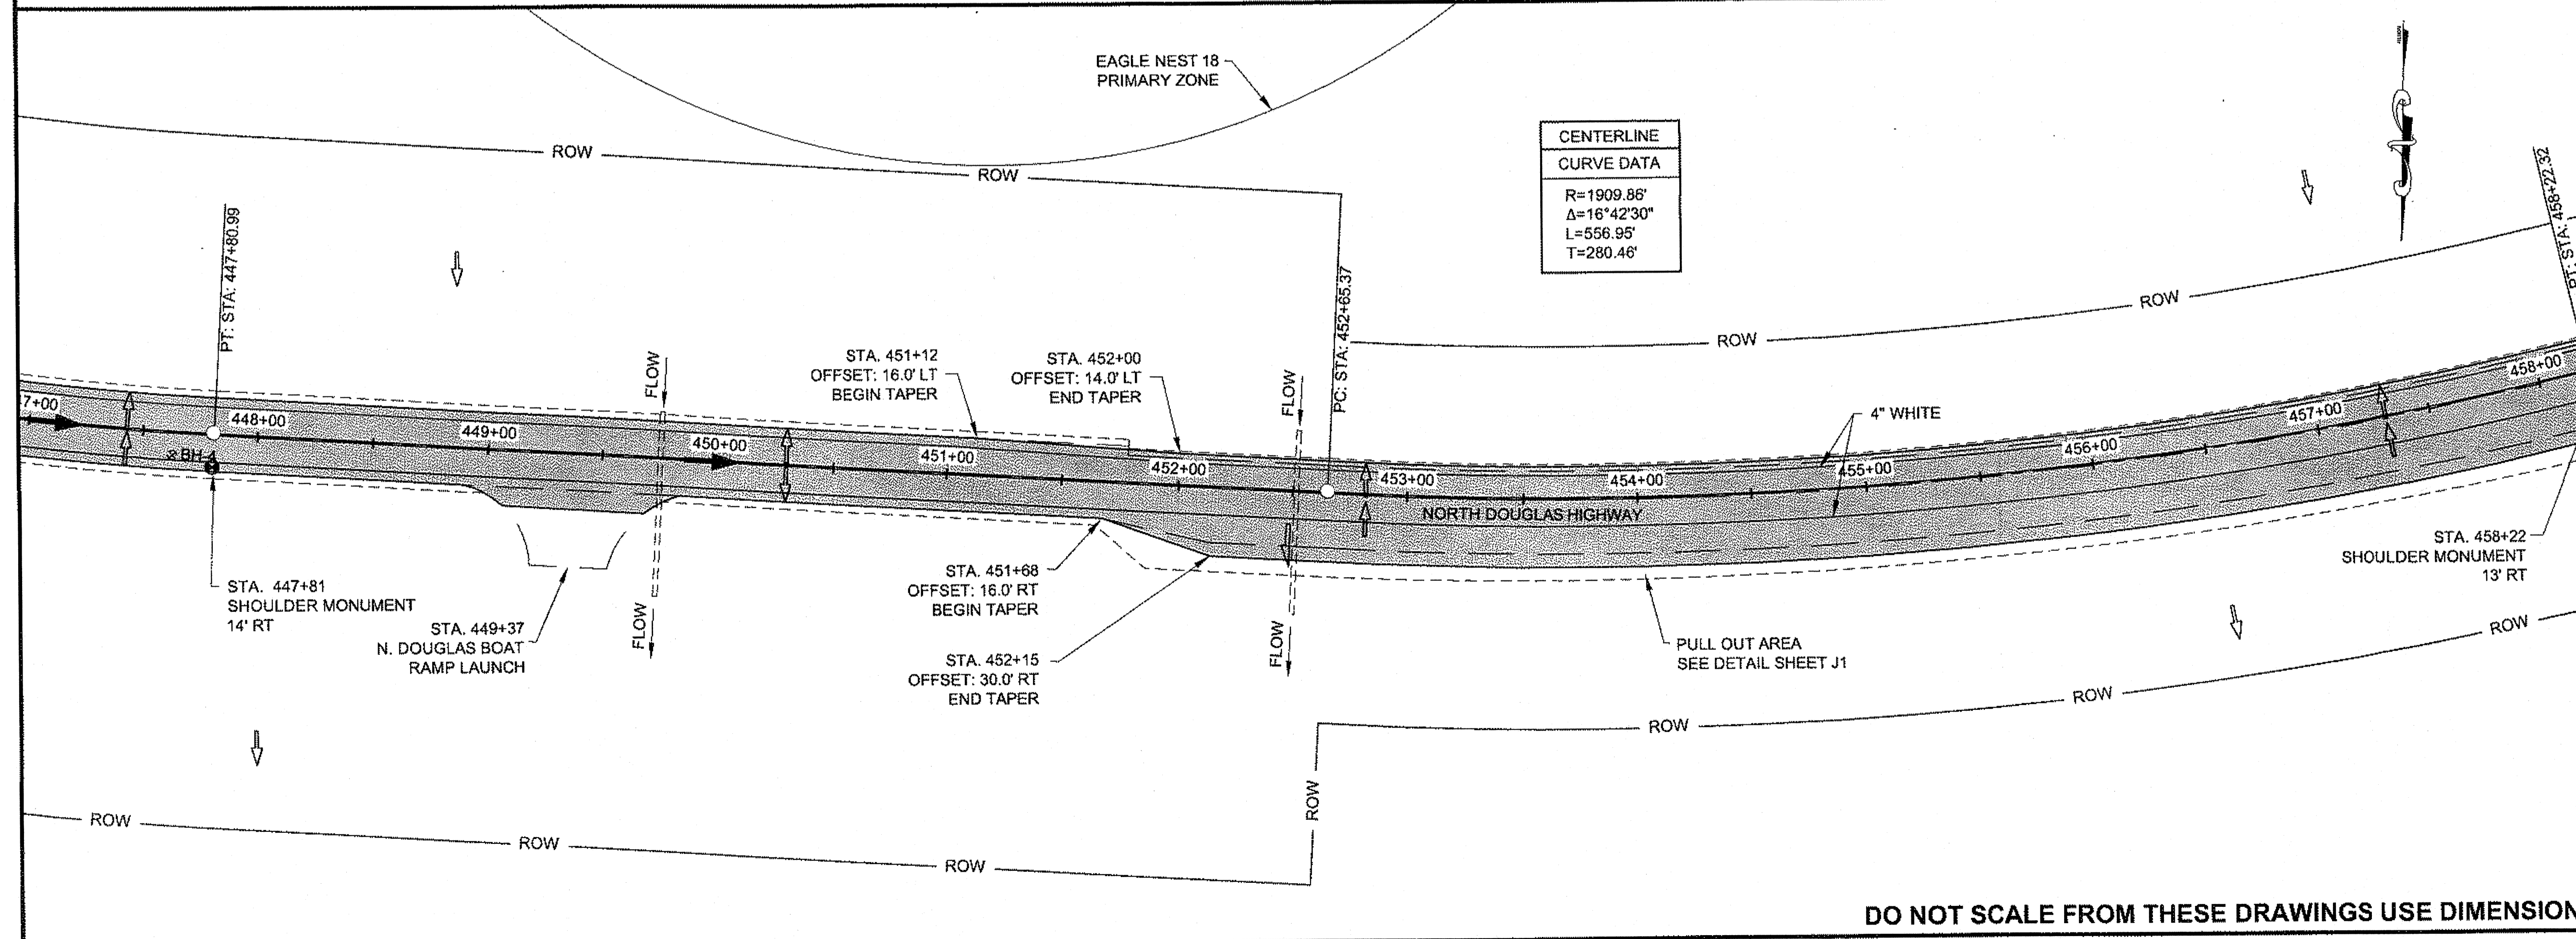 EAGLE NEST 18
PRIMARY ZONE
CENTERLINE
CURVE DATA
R=1909.86'
Δ=16°42'30"
L=556.95'
T=280.46'
ROW
ROW
ROW
ROW
PT: STA: 447+80.99
PC: STA: 452+65.37
PT: STA: 458+22.32
FLOW
FLOW
STA. 451+12
OFFSET: 16.0' LT
BEGIN TAPER
STA. 452+00
OFFSET: 14.0' LT
END TAPER
4" WHITE
7+00
448+00
449+00
450+00
451+00
452+00
453+00
454+00
455+00
456+00
457+00
458+00
BH-4
NORTH DOUGLAS HIGHWAY
STA. 447+81
SHOULDER MONUMENT
14' RT
STA. 449+37
N. DOUGLAS BOAT
RAMP LAUNCH
FLOW
FLOW
STA. 451+68
OFFSET: 16.0' RT
BEGIN TAPER
STA. 452+15
OFFSET: 30.0' RT
END TAPER
PULL OUT AREA
SEE DETAIL SHEET J1
STA. 458+22
SHOULDER MONUMENT
13' RT
ROW
ROW
ROW
ROW
ROW
ROW
ROW
DO NOT SCALE FROM THESE DRAWINGS USE DIMENSION